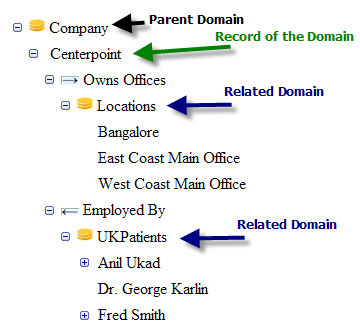 Company Parent Domain
Centerpoint Record of the Domain
Owns Offices
Locations Related Domain
Bangalore
East Coast Main Office
West Coast Main Office
Employed By
UKPatients Related Domain
Anil Ukad
Dr. George Karlin
Fred Smith